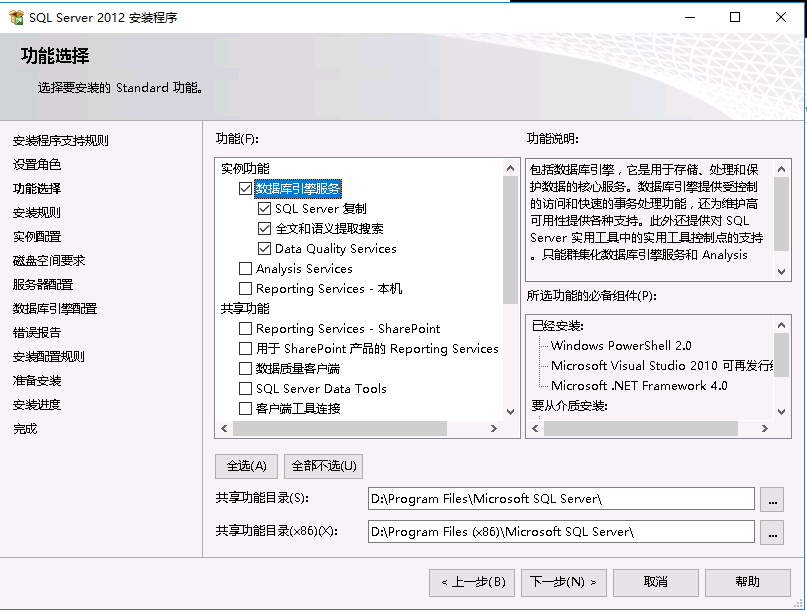 SQL Server 2012 安装程序
功能选择
选择要安装的 Standard 功能。
安装程序支持规则
设置角色
功能选择
安装规则
实例配置
磁盘空间要求
服务器配置
数据库引擎配置
错误报告
安装配置规则
准备安装
安装进度
完成
功能(F):
实例功能
数据库引擎服务
SQL Server 复制
全文和语义提取搜索
Data Quality Services
Analysis Services
Reporting Services - 本机
共享功能
Reporting Services - SharePoint
用于 SharePoint 产品的 Reporting Services
数据质量客户端
SQL Server Data Tools
客户端工具连接
功能说明:
包括数据库引擎，它是用于存储、处理和保
护数据的核心服务。数据库引擎提供受控制
的访问和快速的事务处理功能，还为维护高
可用性提供各种支持。此外还提供对 SQL
Server 实用工具中的实用工具控制点的支持
。只能群集化数据库引擎服务和 Analysis
所选功能的必备组件(P):
已经安装:
Windows PowerShell 2.0
Microsoft Visual Studio 2010 可再发行
Microsoft .NET Framework 4.0
要从介质安装:
全选(A)
全部不选(U)
共享功能目录(S):
D:\Program Files\Microsoft SQL Server\
...
共享功能目录(x86)(X):
D:\Program Files (x86)\Microsoft SQL Server\
...
< 上一步(B)
下一步(N) >
取消
帮助